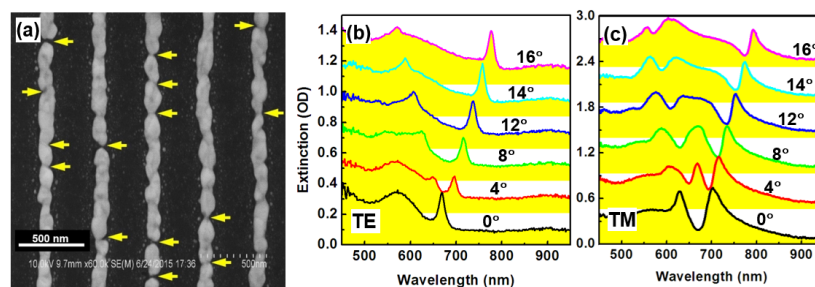 (a)
500 nm
10.0kV 9.7mm x60.0k SE(M) 6/24/2015 17:36
500nm
(b)
Extinction (OD)
1.4
1.2
1.0
0.8
0.6
0.4
0.2
0.0
16°
14°
12°
8°
4°
0°
TE
500 600 700 800 900
Wavelength (nm)
(c)
3.0
2.4
1.8
1.2
0.6
0.0
16°
14°
12°
8°
4°
0°
TM
500 600 700 800 900
Wavelength (nm)